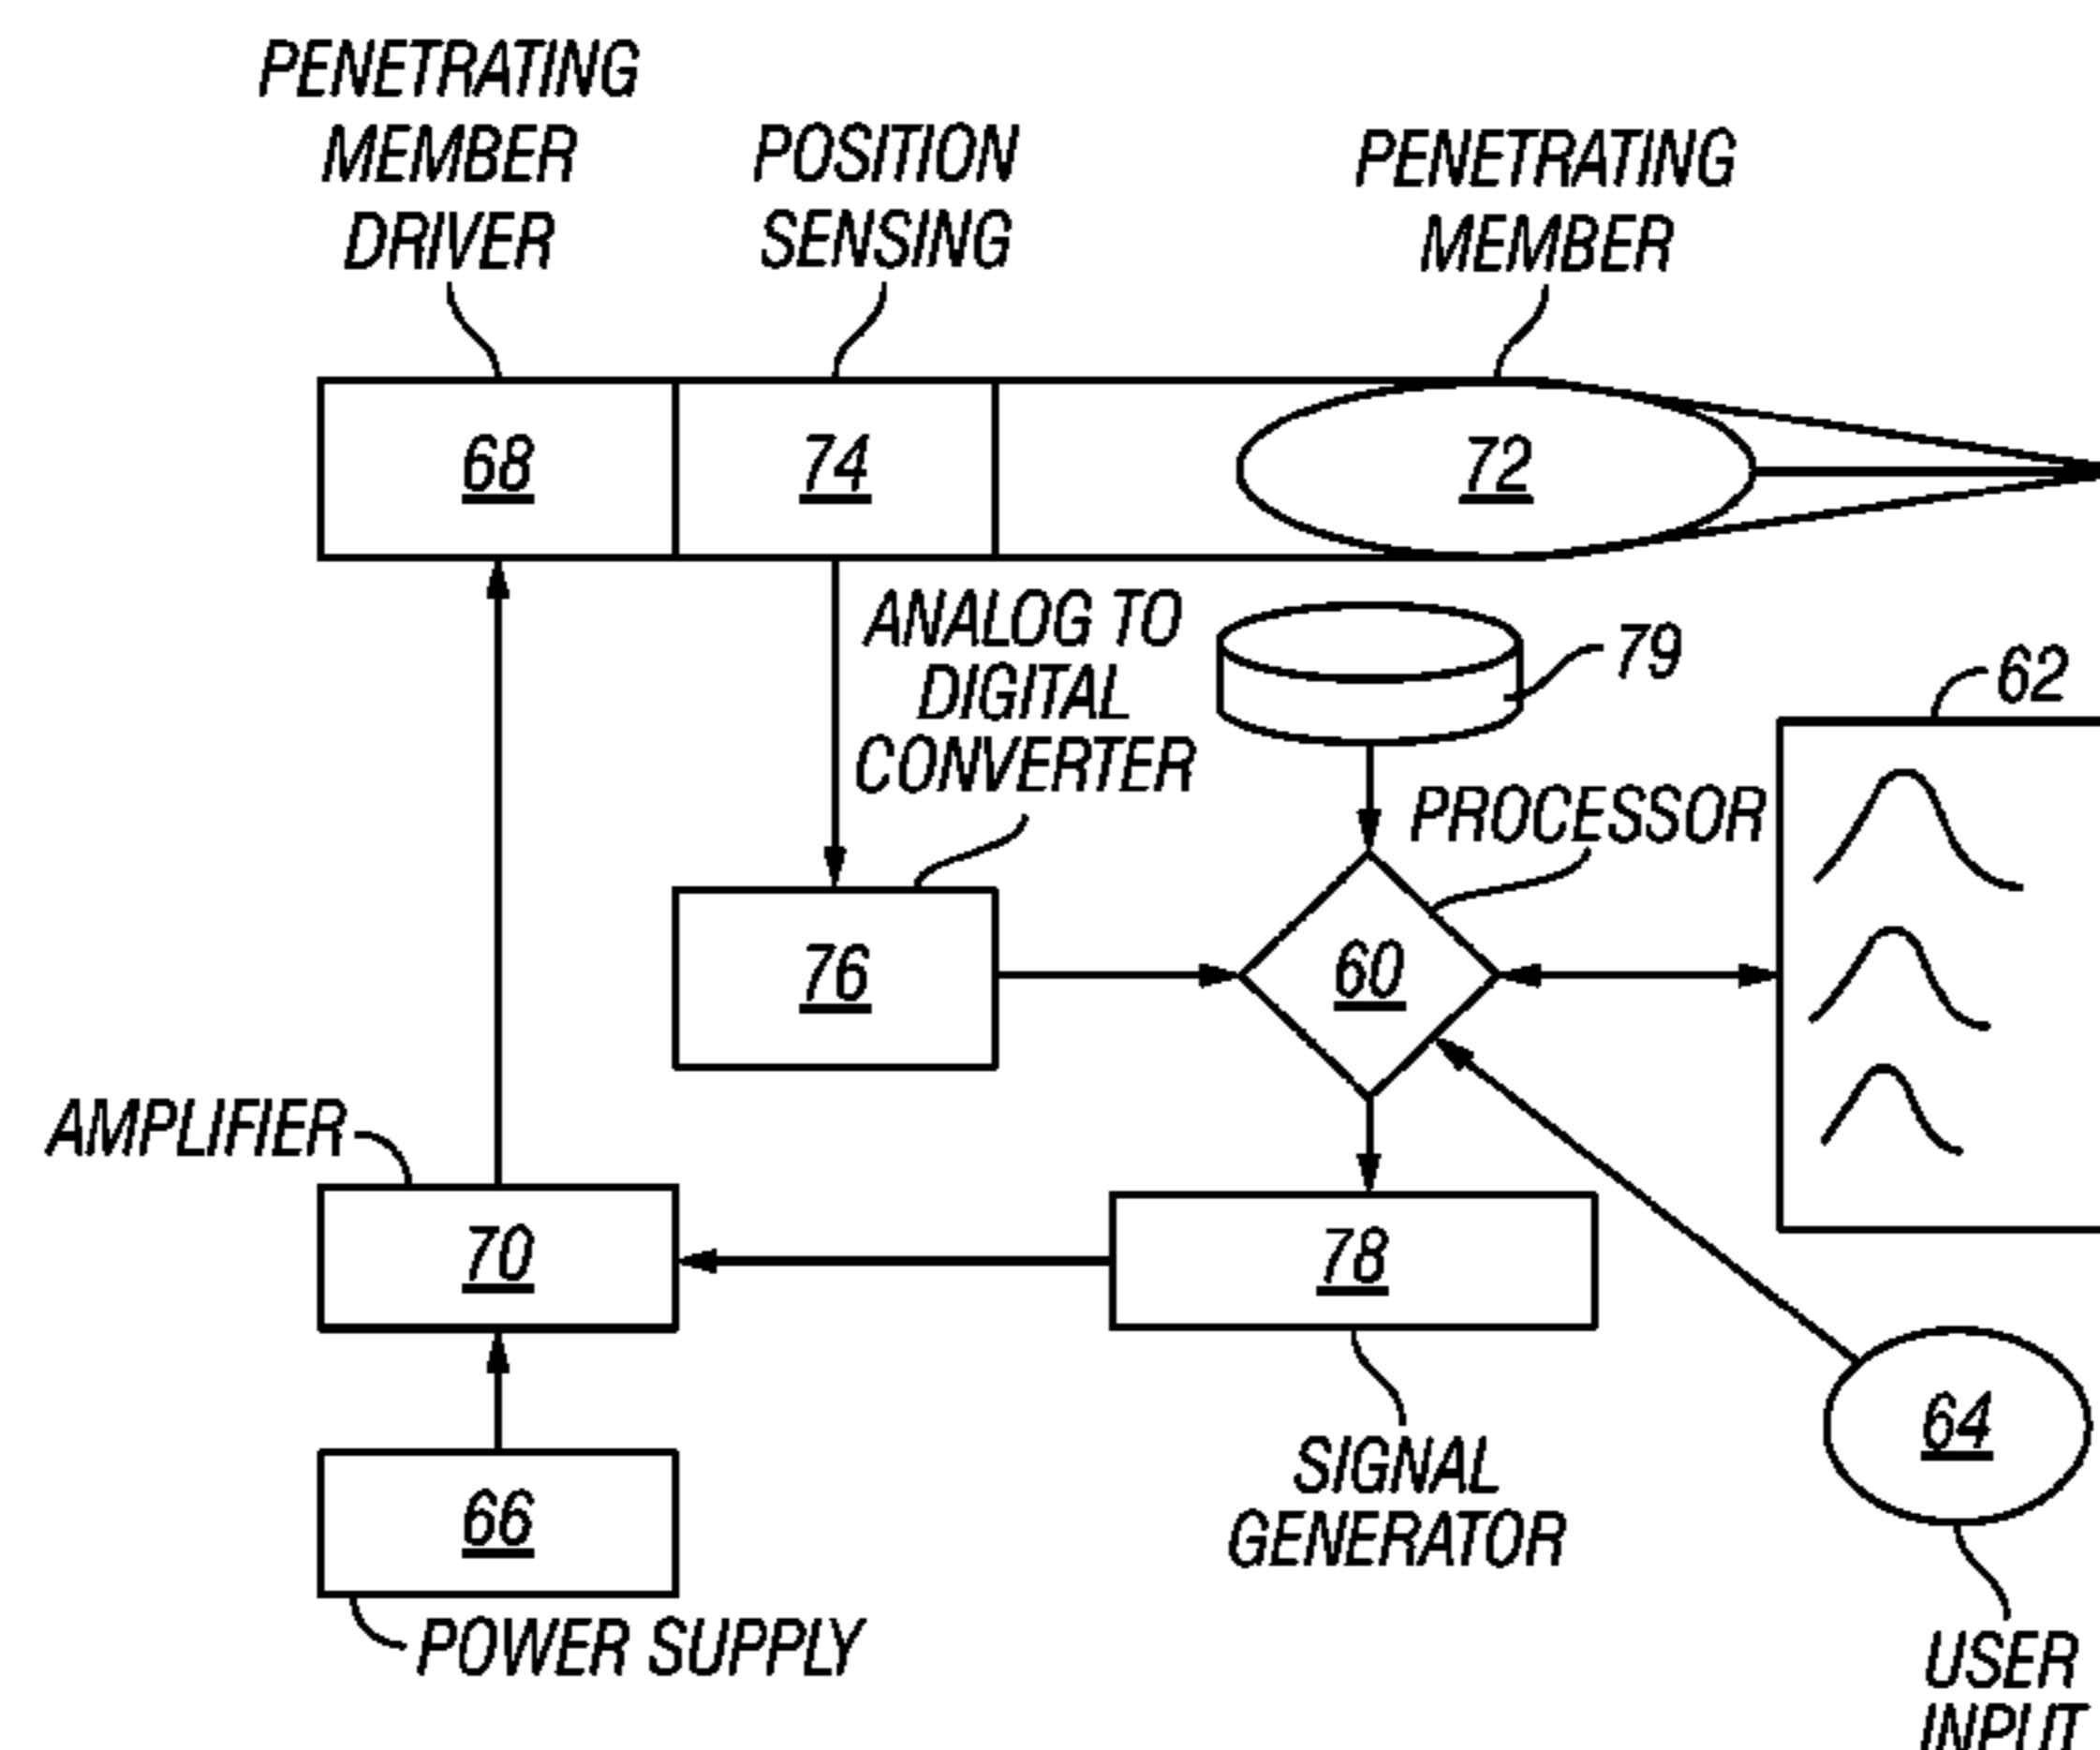 PENETRATING
MEMBER
DRIVER
POSITION
SENSING
PENETRATING
MEMBER
68
74
72
ANALOG TO
DIGITAL
CONVERTER
79
62
PROCESSOR
76
60
AMPLIFIER
70
78
64
66
SIGNAL
GENERATOR
POWER SUPPLY
USER
INPUT